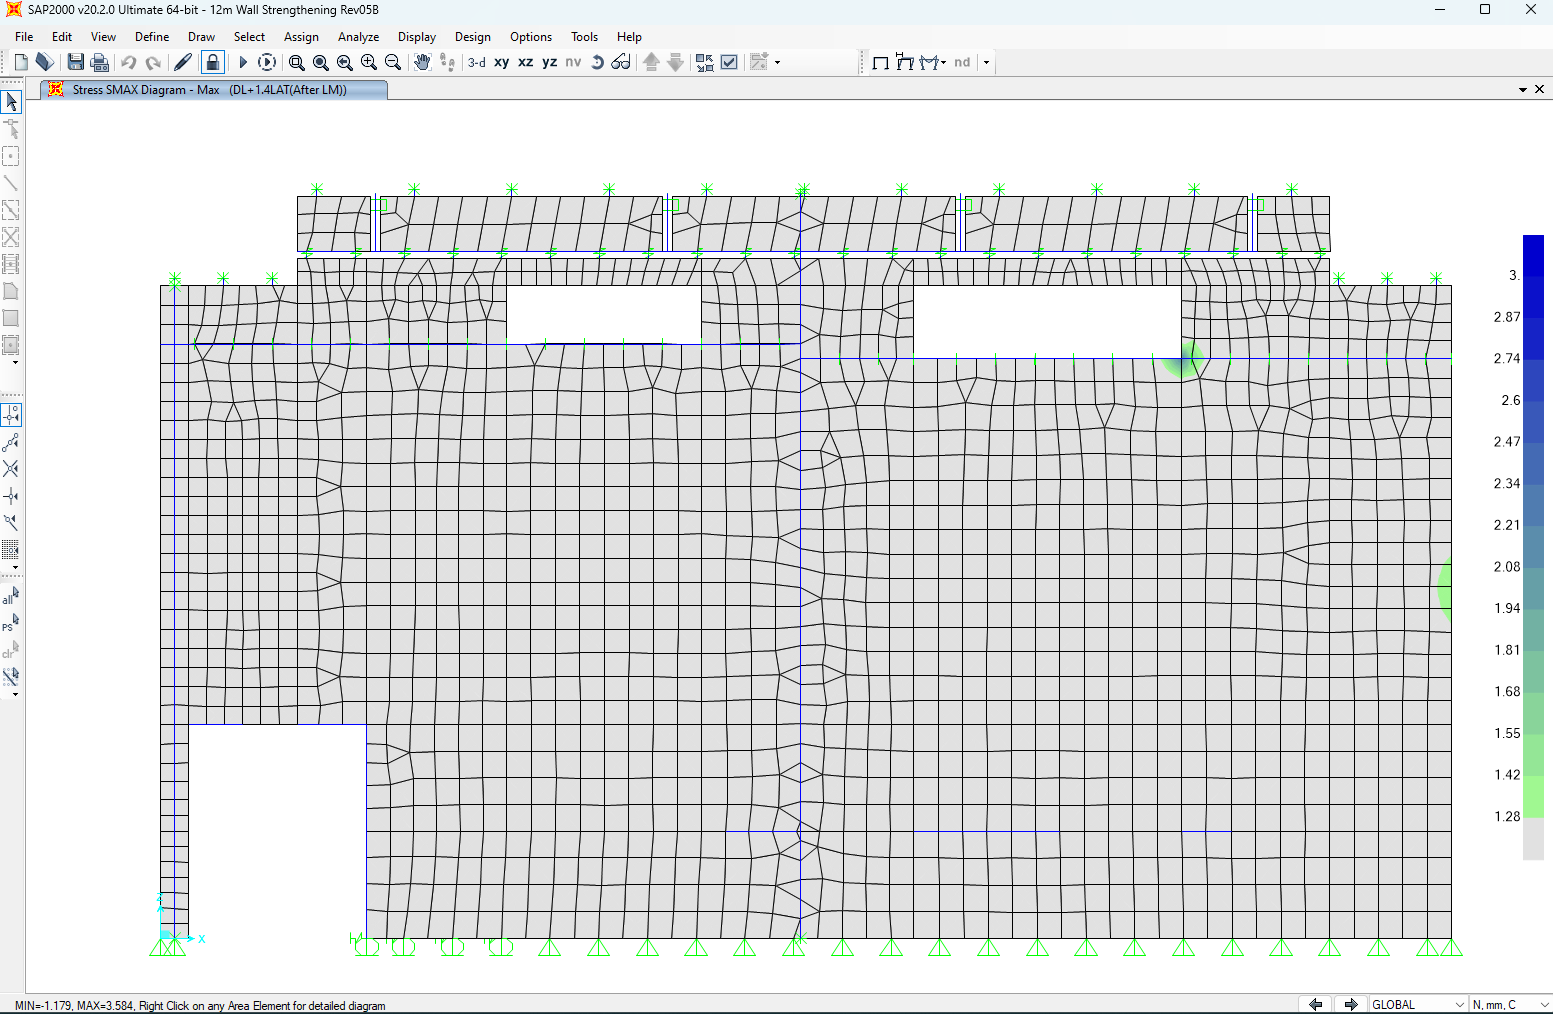 SAP2000 v20.2.0 Ultimate 64-bit - 12m Wall Strengthening Rev05B
File Edit View Define Draw Select Assign Analyze Display Design Options Tools Help
3-d xy xz yz nv nd
Stress SMAX Diagram - Max (DL+1.4LAT(After LM))
3.
2.87
2.74
2.6
2.47
2.34
2.21
2.08
1.94
1.81
1.68
1.55
1.42
1.28
all
PS
clr
Z
X
MIN=-1.179, MAX=3.584, Right Click on any Area Element for detailed diagram
GLOBAL
N, mm, C